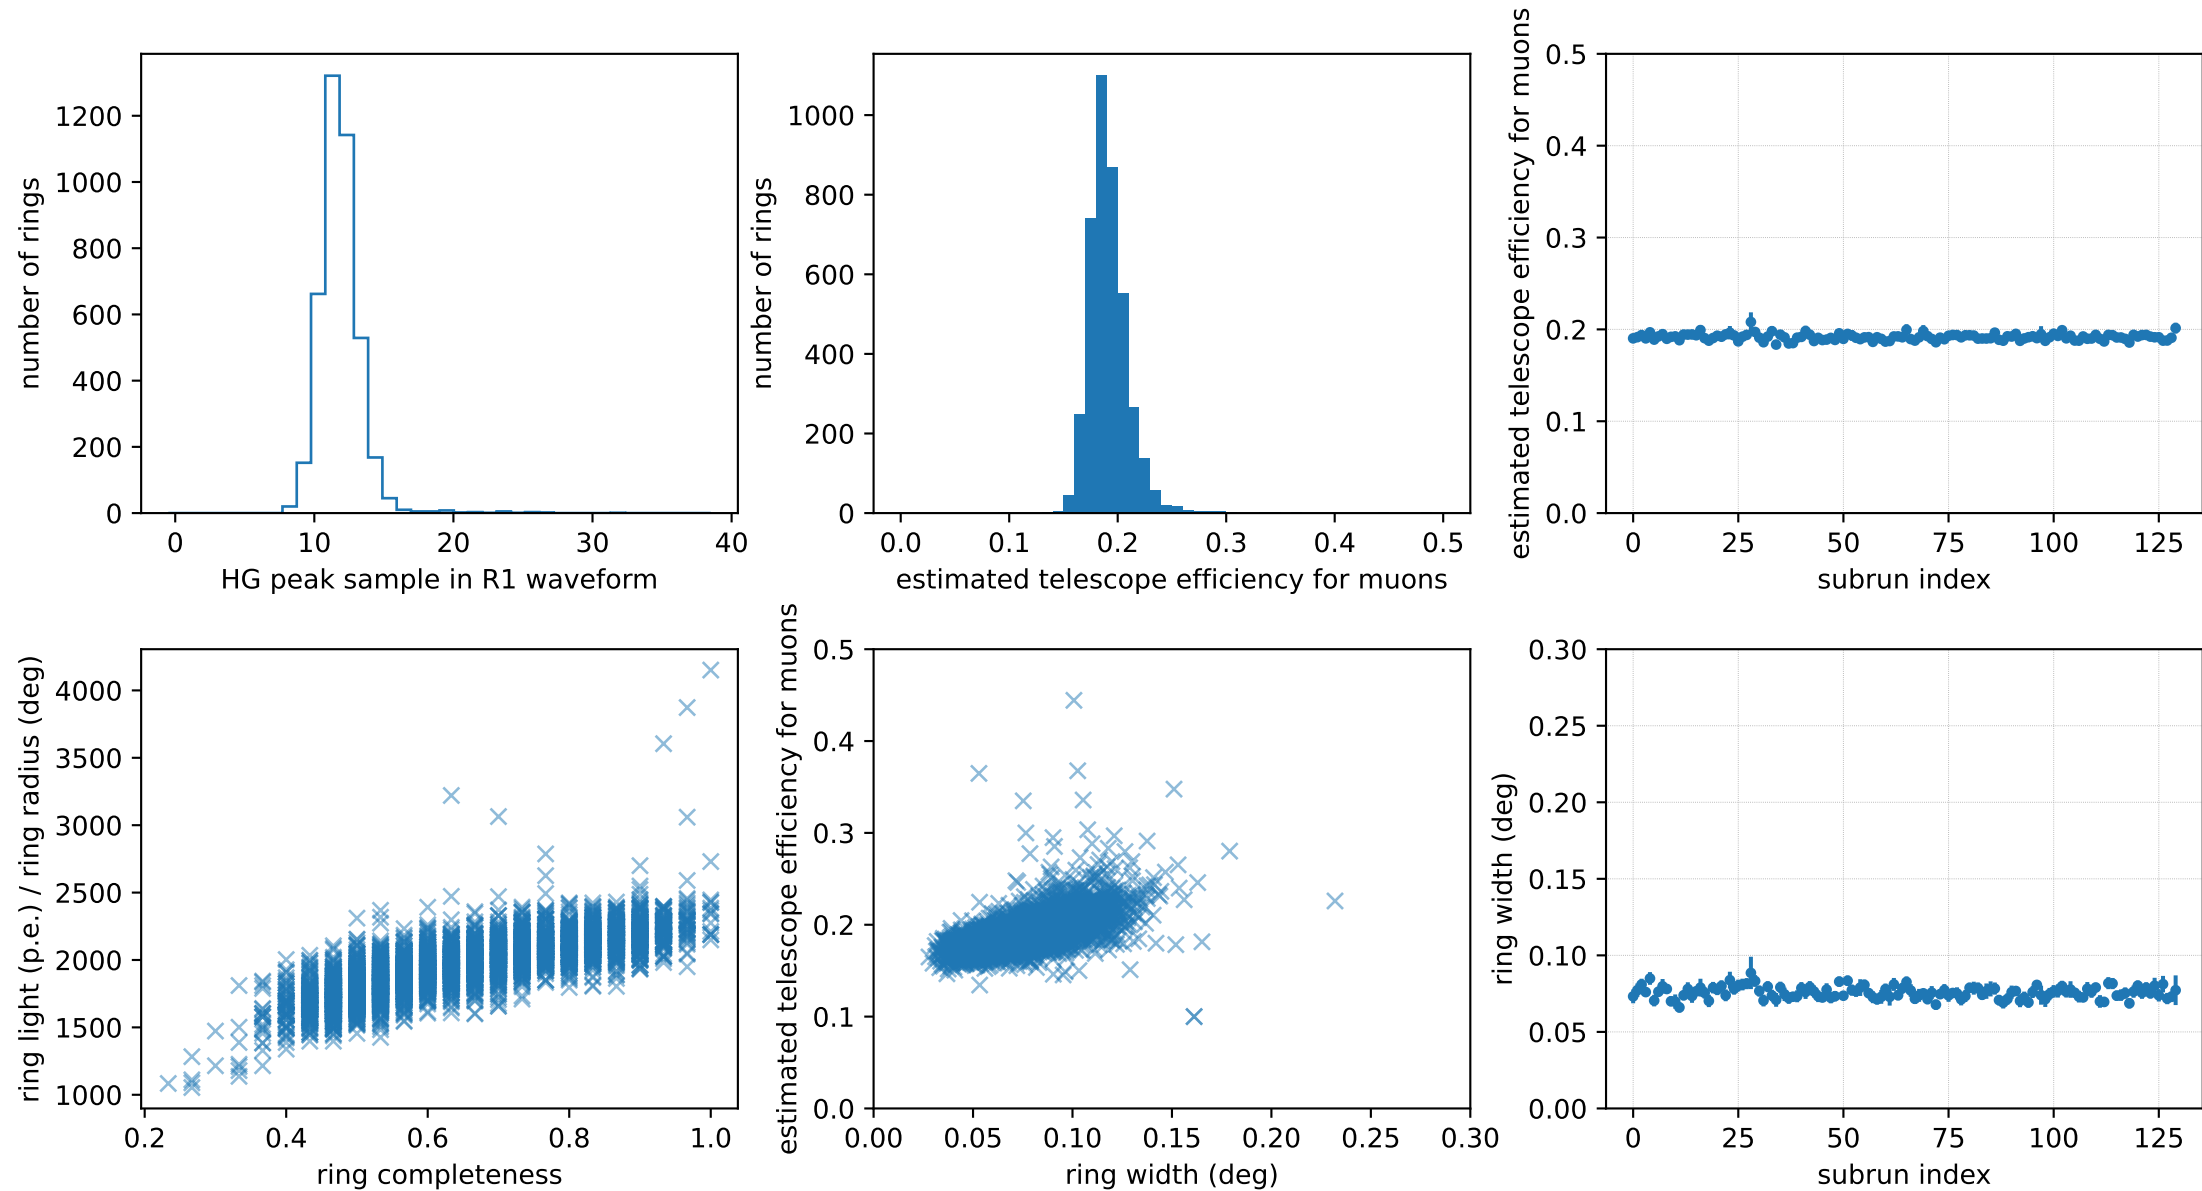 number of rings
1200
1000
800
600
400
200
0
0 10 20 30 40
HG peak sample in R1 waveform
number of rings
1000
800
600
400
200
0
0.0 0.1 0.2 0.3 0.4 0.5
estimated telescope efficiency for muons
estimated telescope efficiency for muons
0.5
0.4
0.3
0.2
0.1
0.0
0 25 50 75 100 125
subrun index
ring light (p.e.) / ring radius (deg)
4000
3500
3000
2500
2000
1500
1000
0.2 0.4 0.6 0.8 1.0
ring completeness
estimated telescope efficiency for muons
0.5
0.4
0.3
0.2
0.1
0.0
0.00 0.05 0.10 0.15 0.20 0.25 0.30
ring width (deg)
ring width (deg)
0.30
0.25
0.20
0.15
0.10
0.05
0.00
0 25 50 75 100 125
subrun index